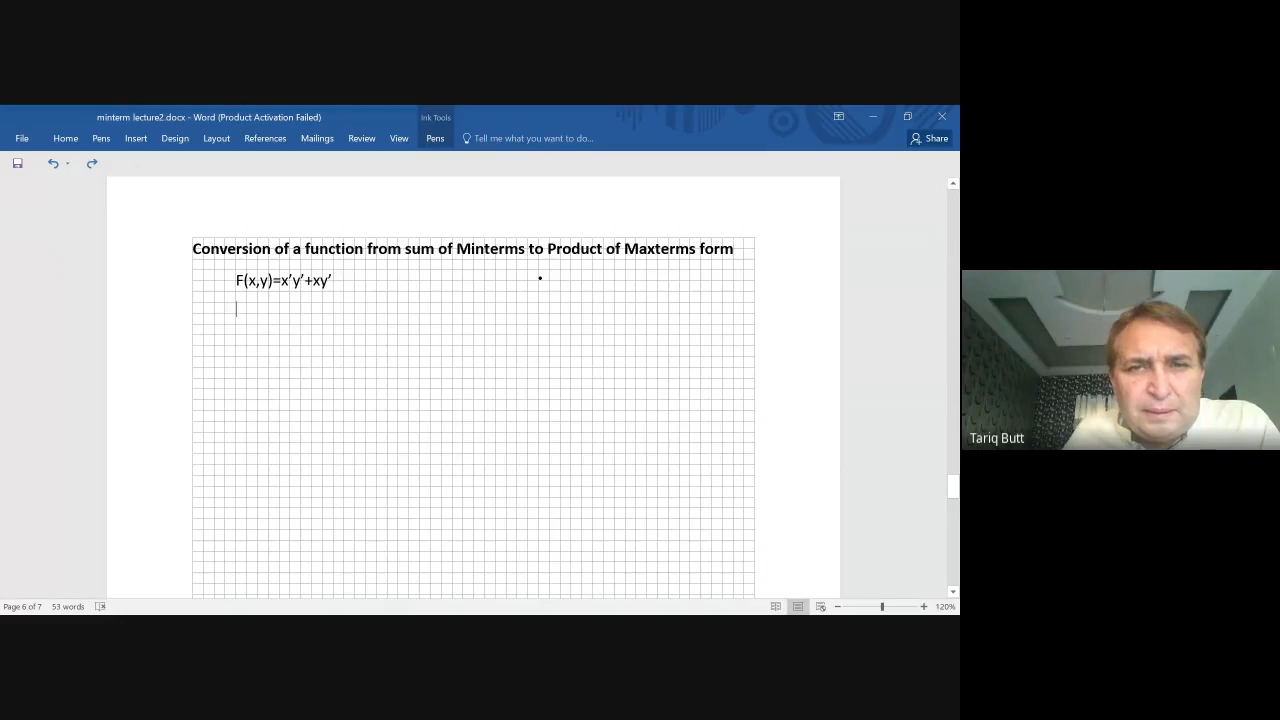 minterm lecture2.docx - Word (Product Activation Failed)
Ink Tools
File Home Pens Insert Design Layout References Mailings Review View Pens Tell me what you want to do... Share
Conversion of a function from sum of Minterms to Product of Maxterms form
F(x,y)=x’y’+xy’
Tariq Butt
Page 6 of 7 53 words 120%